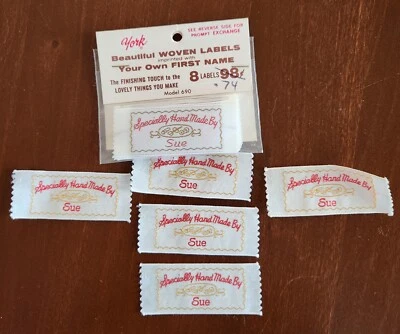 York
SEE REVERSE SIDE FOR
PROMPT EXCHANGE
Beautiful WOVEN LABELS
imprinted with
Your Own FIRST NAME
The FINISHING TOUCH to the
LOVELY THINGS YOU MAKE
Model 690
8 LABELS 98¢
74
Specially Hand Made By
Sue
Specially Hand Made By
Sue
Specially Hand Made By
Sue
Specially Hand Made By
Sue
Specially Hand Made By
Sue
Specially Hand Made By
Sue